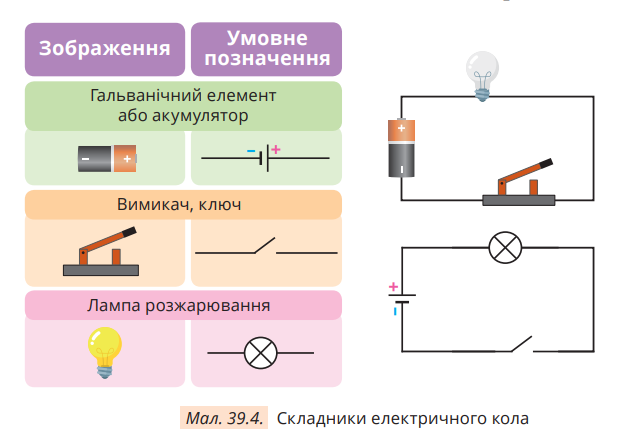 Зображення
Умовне
позначення
Гальванічний елемент
або акумулятор
- +
- +
Вимикач, ключ
Лампа розжарювання
+
-
+
-
Мал. 39.4. Складники електричного кола